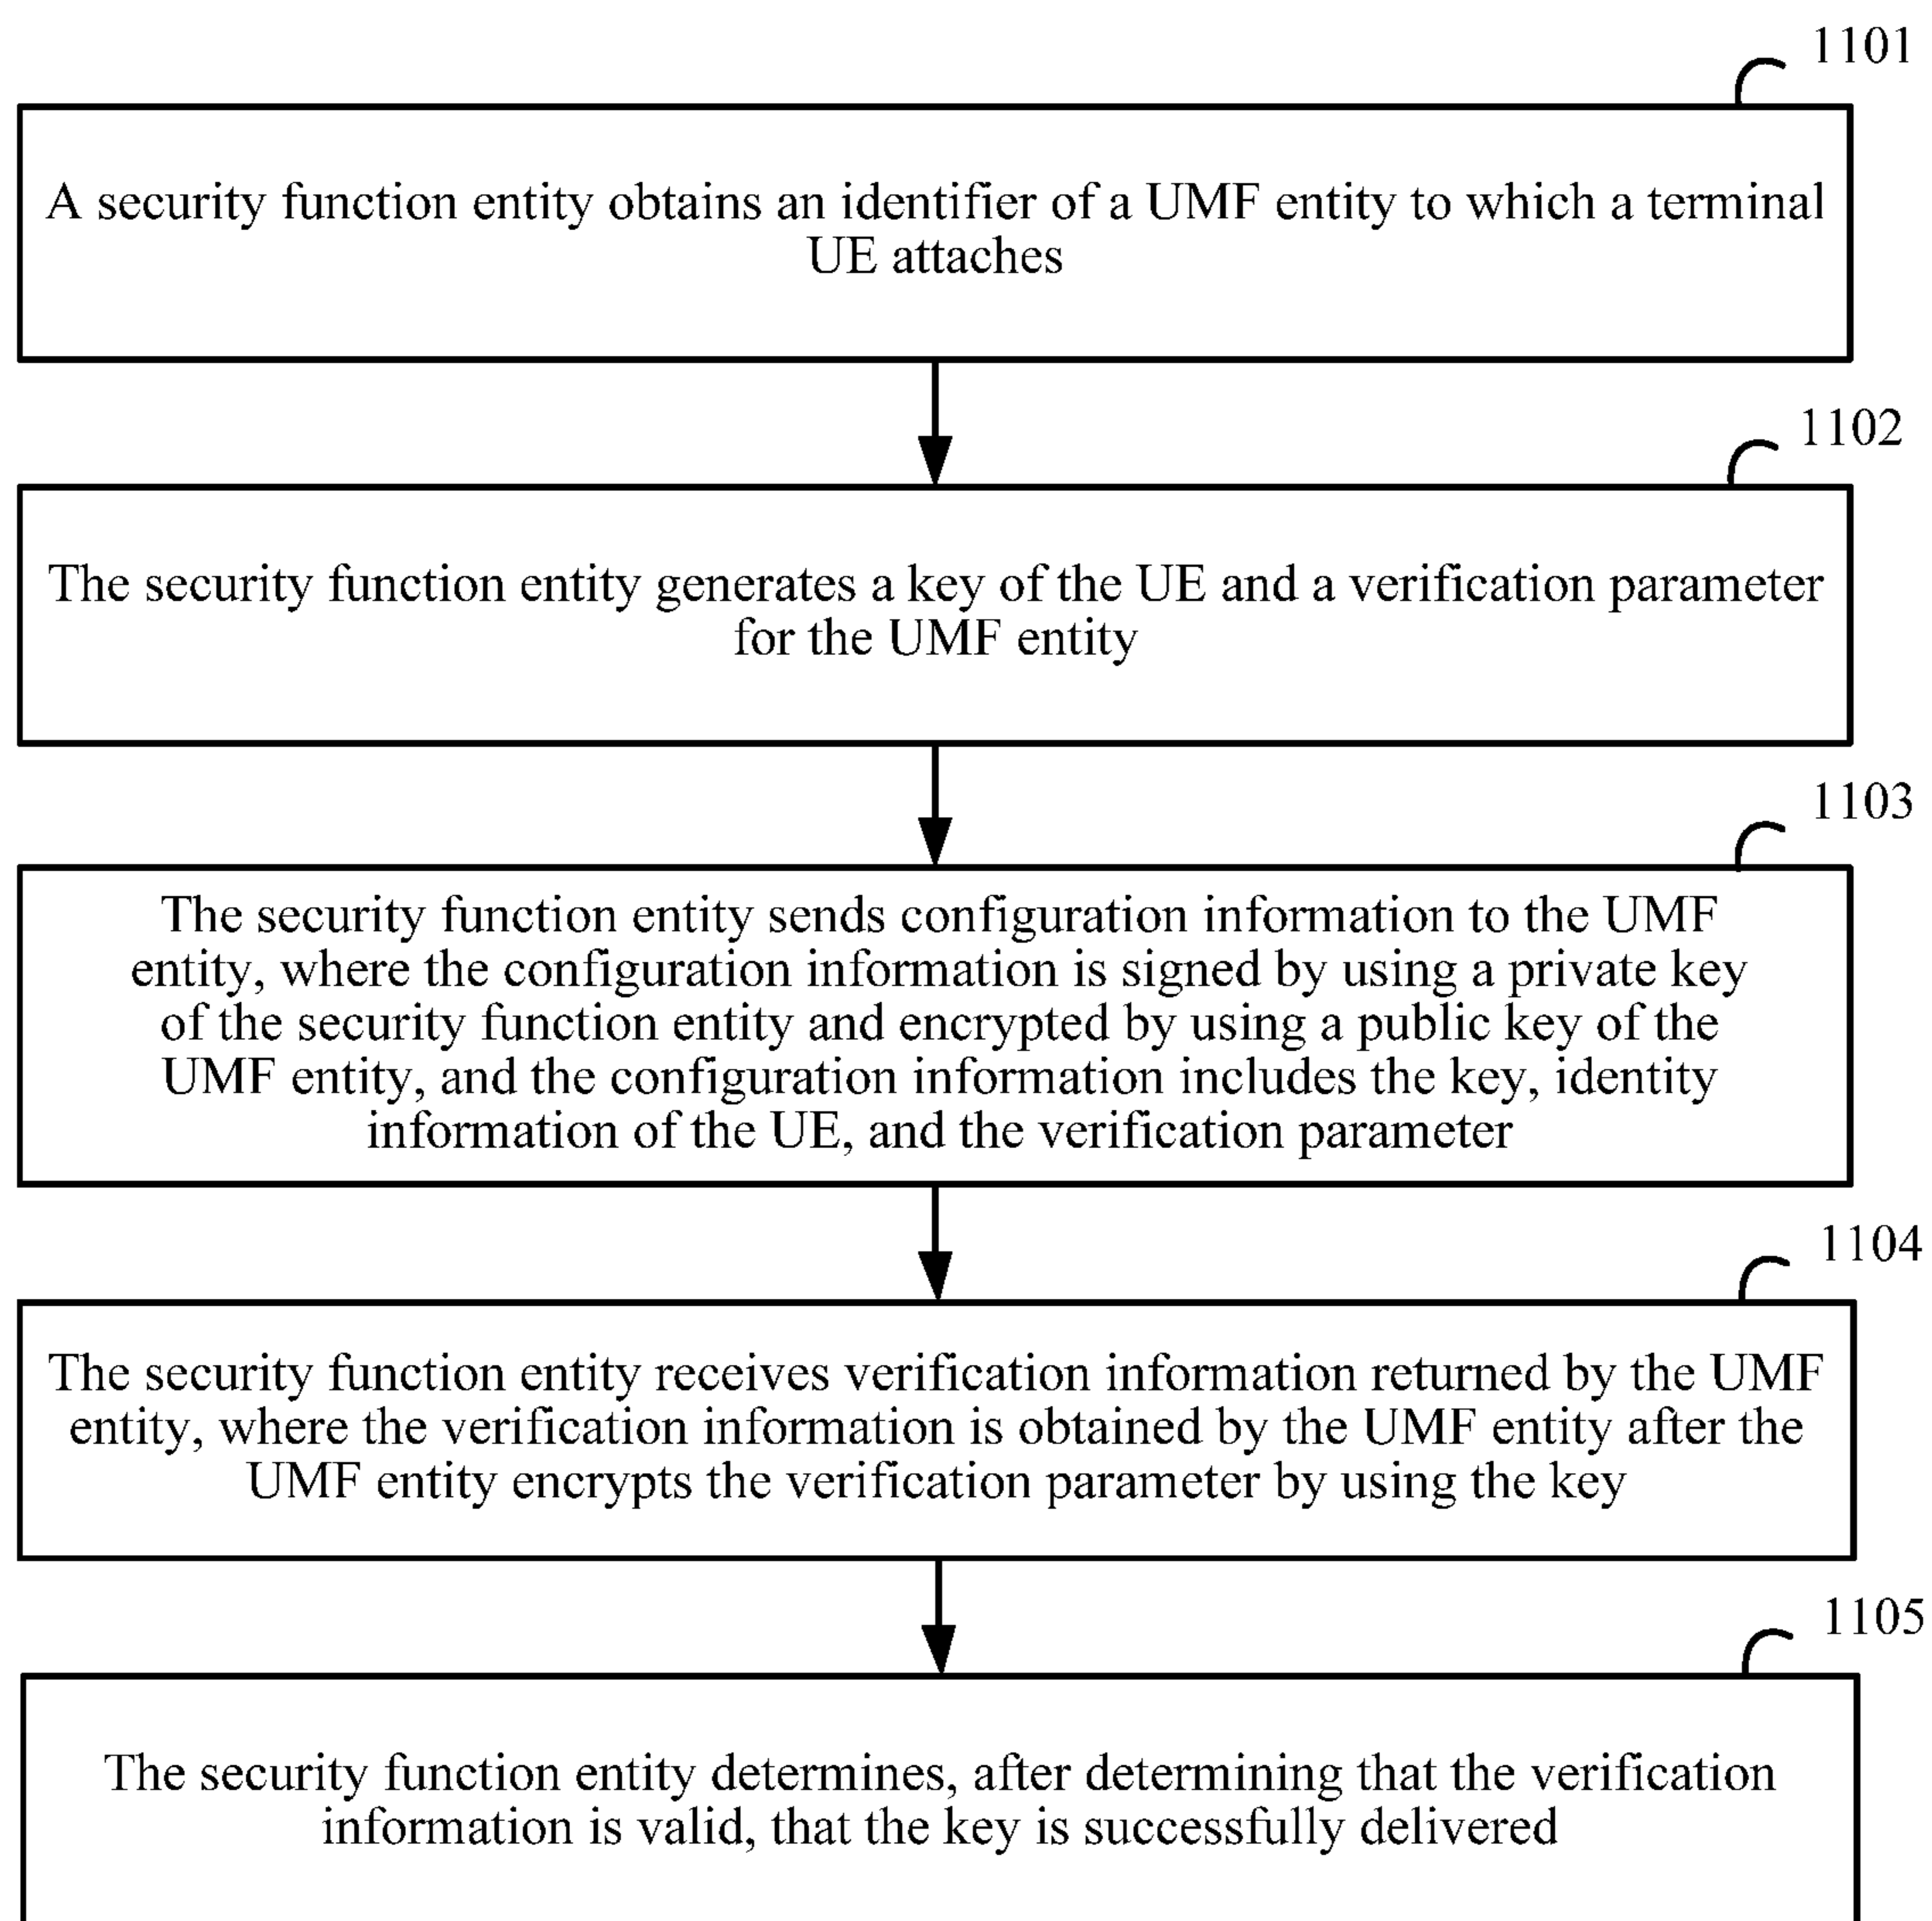 1101
A security function entity obtains an identifier of a UMF entity to which a terminal
UE attaches
1102
The security function entity generates a key of the UE and a verification parameter
for the UMF entity
1103
The security function entity sends configuration information to the UMF
entity, where the configuration information is signed by using a private key
of the security function entity and encrypted by using a public key of the
UMF entity, and the configuration information includes the key, identity
information of the UE, and the verification parameter
1104
The security function entity receives verification information returned by the UMF
entity, where the verification information is obtained by the UMF entity after the
UMF entity encrypts the verification parameter by using the key
1105
The security function entity determines, after determining that the verification
information is valid, that the key is successfully delivered